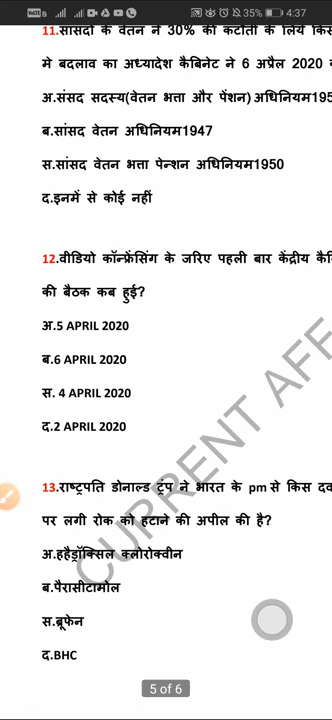 35% 4:37
11.सासदो के वेतन ने 30% की कटौती के लिये
मे बदलाव का अध्यादेश कैबिनेट ने 6 अप्रैल 2020
अ.संसद सदस्य(वेतन भत्ता और पेंशन)अधिनियम195
ब.सांसद वेतन अधिनियम1947
स.सांसद वेतन भत्ता पेन्शन अधिनियम1950
द.इनमें से कोई नहीं
12.वीडियो कॉन्फ्रेंसिंग के जरिए पहली बार केंद्रीय
की बैठक कब हुई?
अ.5 APRIL 2020
ब.6 APRIL 2020
स. 4 APRIL 2020
द.2 APRIL 2020
CURRENT AFF
13.राष्ट्रपति डोनाल्ड ट्रंप ने भारत के pm से किस
पर लगी रोक को हटाने की अपील की है?
अ.हहैड्रॉक्सिल क्लोरोक्वीन
ब.पैरासीटामोल
स.ब्रूफेन
द.BHC
5 of 6